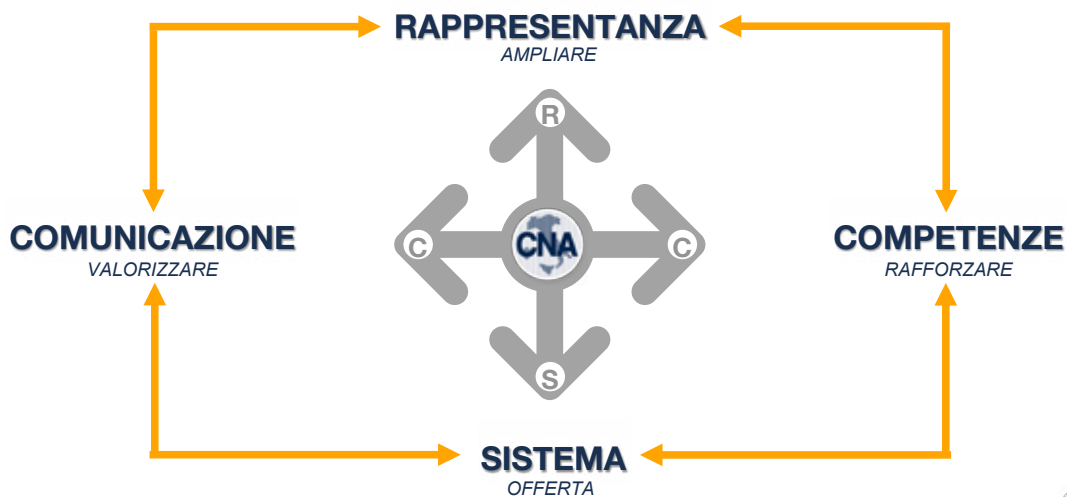 RAPPRESENTANZA
AMPLIARE
R
COMUNICAZIONE
VALORIZZARE
C
CNA
C
COMPETENZE
RAFFORZARE
S
SISTEMA
OFFERTA